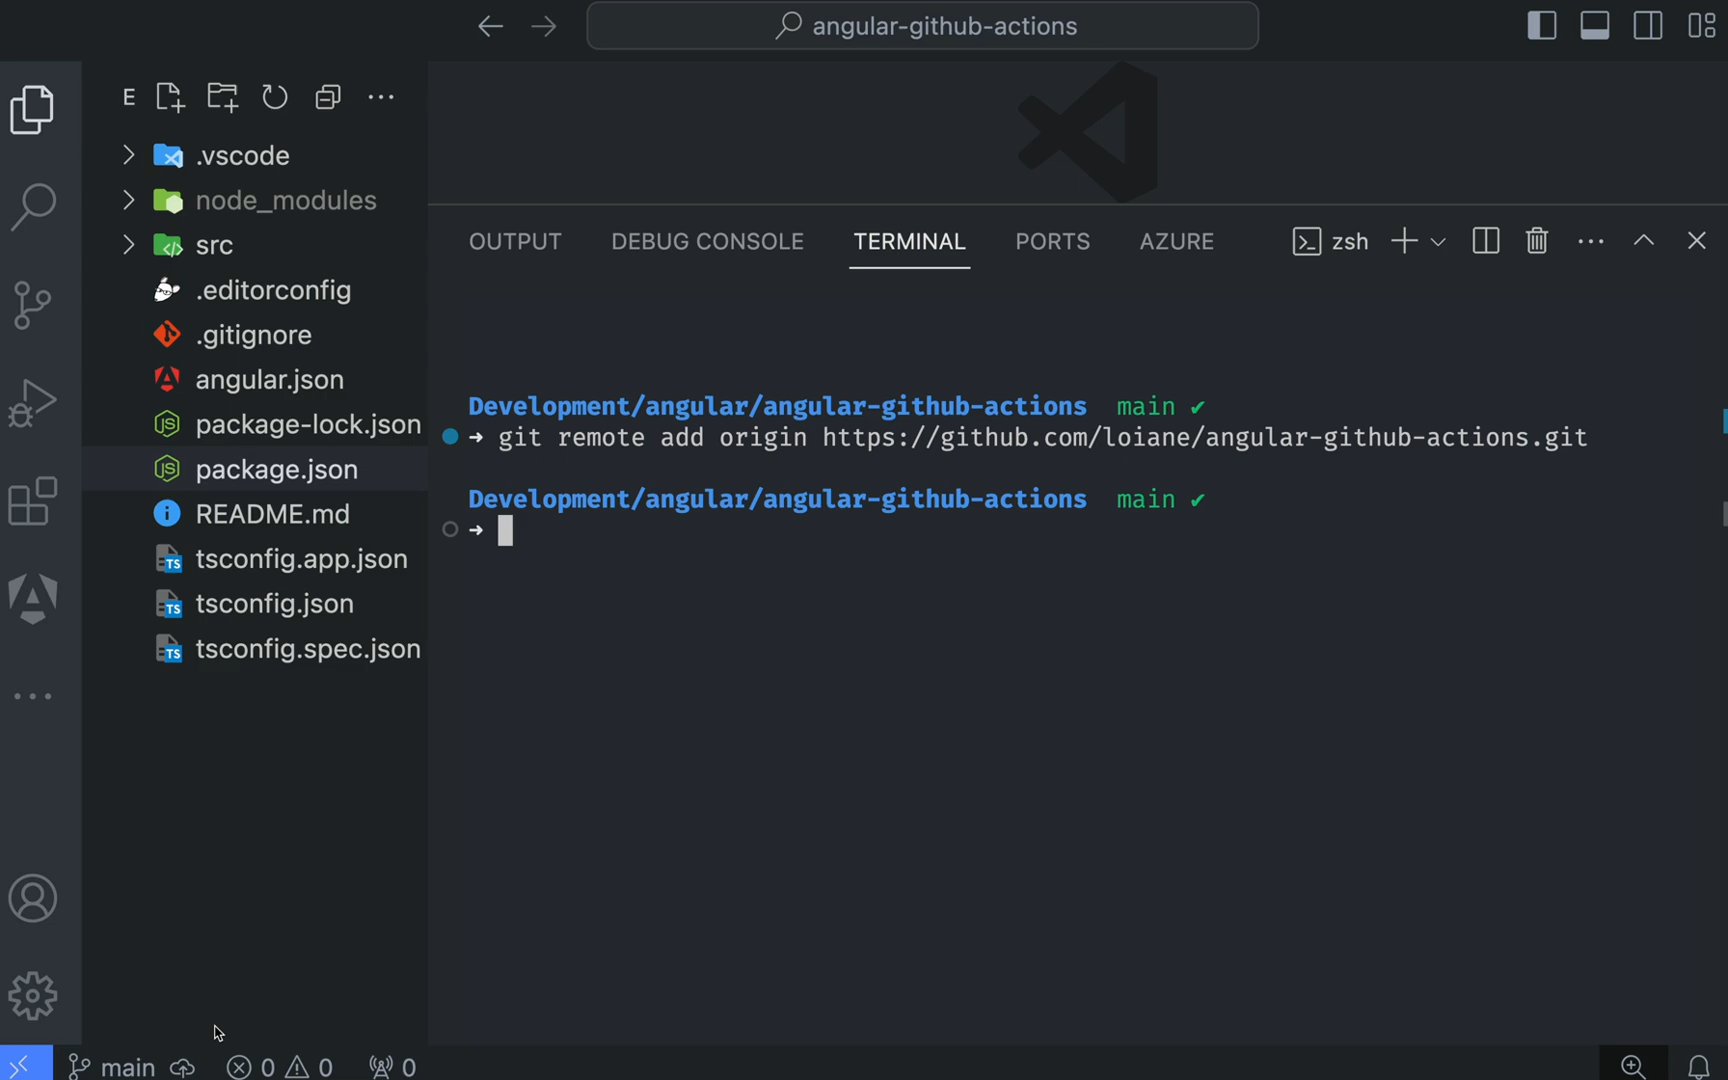 angular-github-actions
E
.vscode
node_modules
src
.editorconfig
.gitignore
angular.json
package-lock.json
package.json
README.md
tsconfig.app.json
tsconfig.json
tsconfig.spec.json
OUTPUT DEBUG CONSOLE TERMINAL PORTS AZURE zsh
Development/angular/angular-github-actions main ✔
➜ git remote add origin https://github.com/loiane/angular-github-actions.git
Development/angular/angular-github-actions main ✔
➜
main 0 0 0